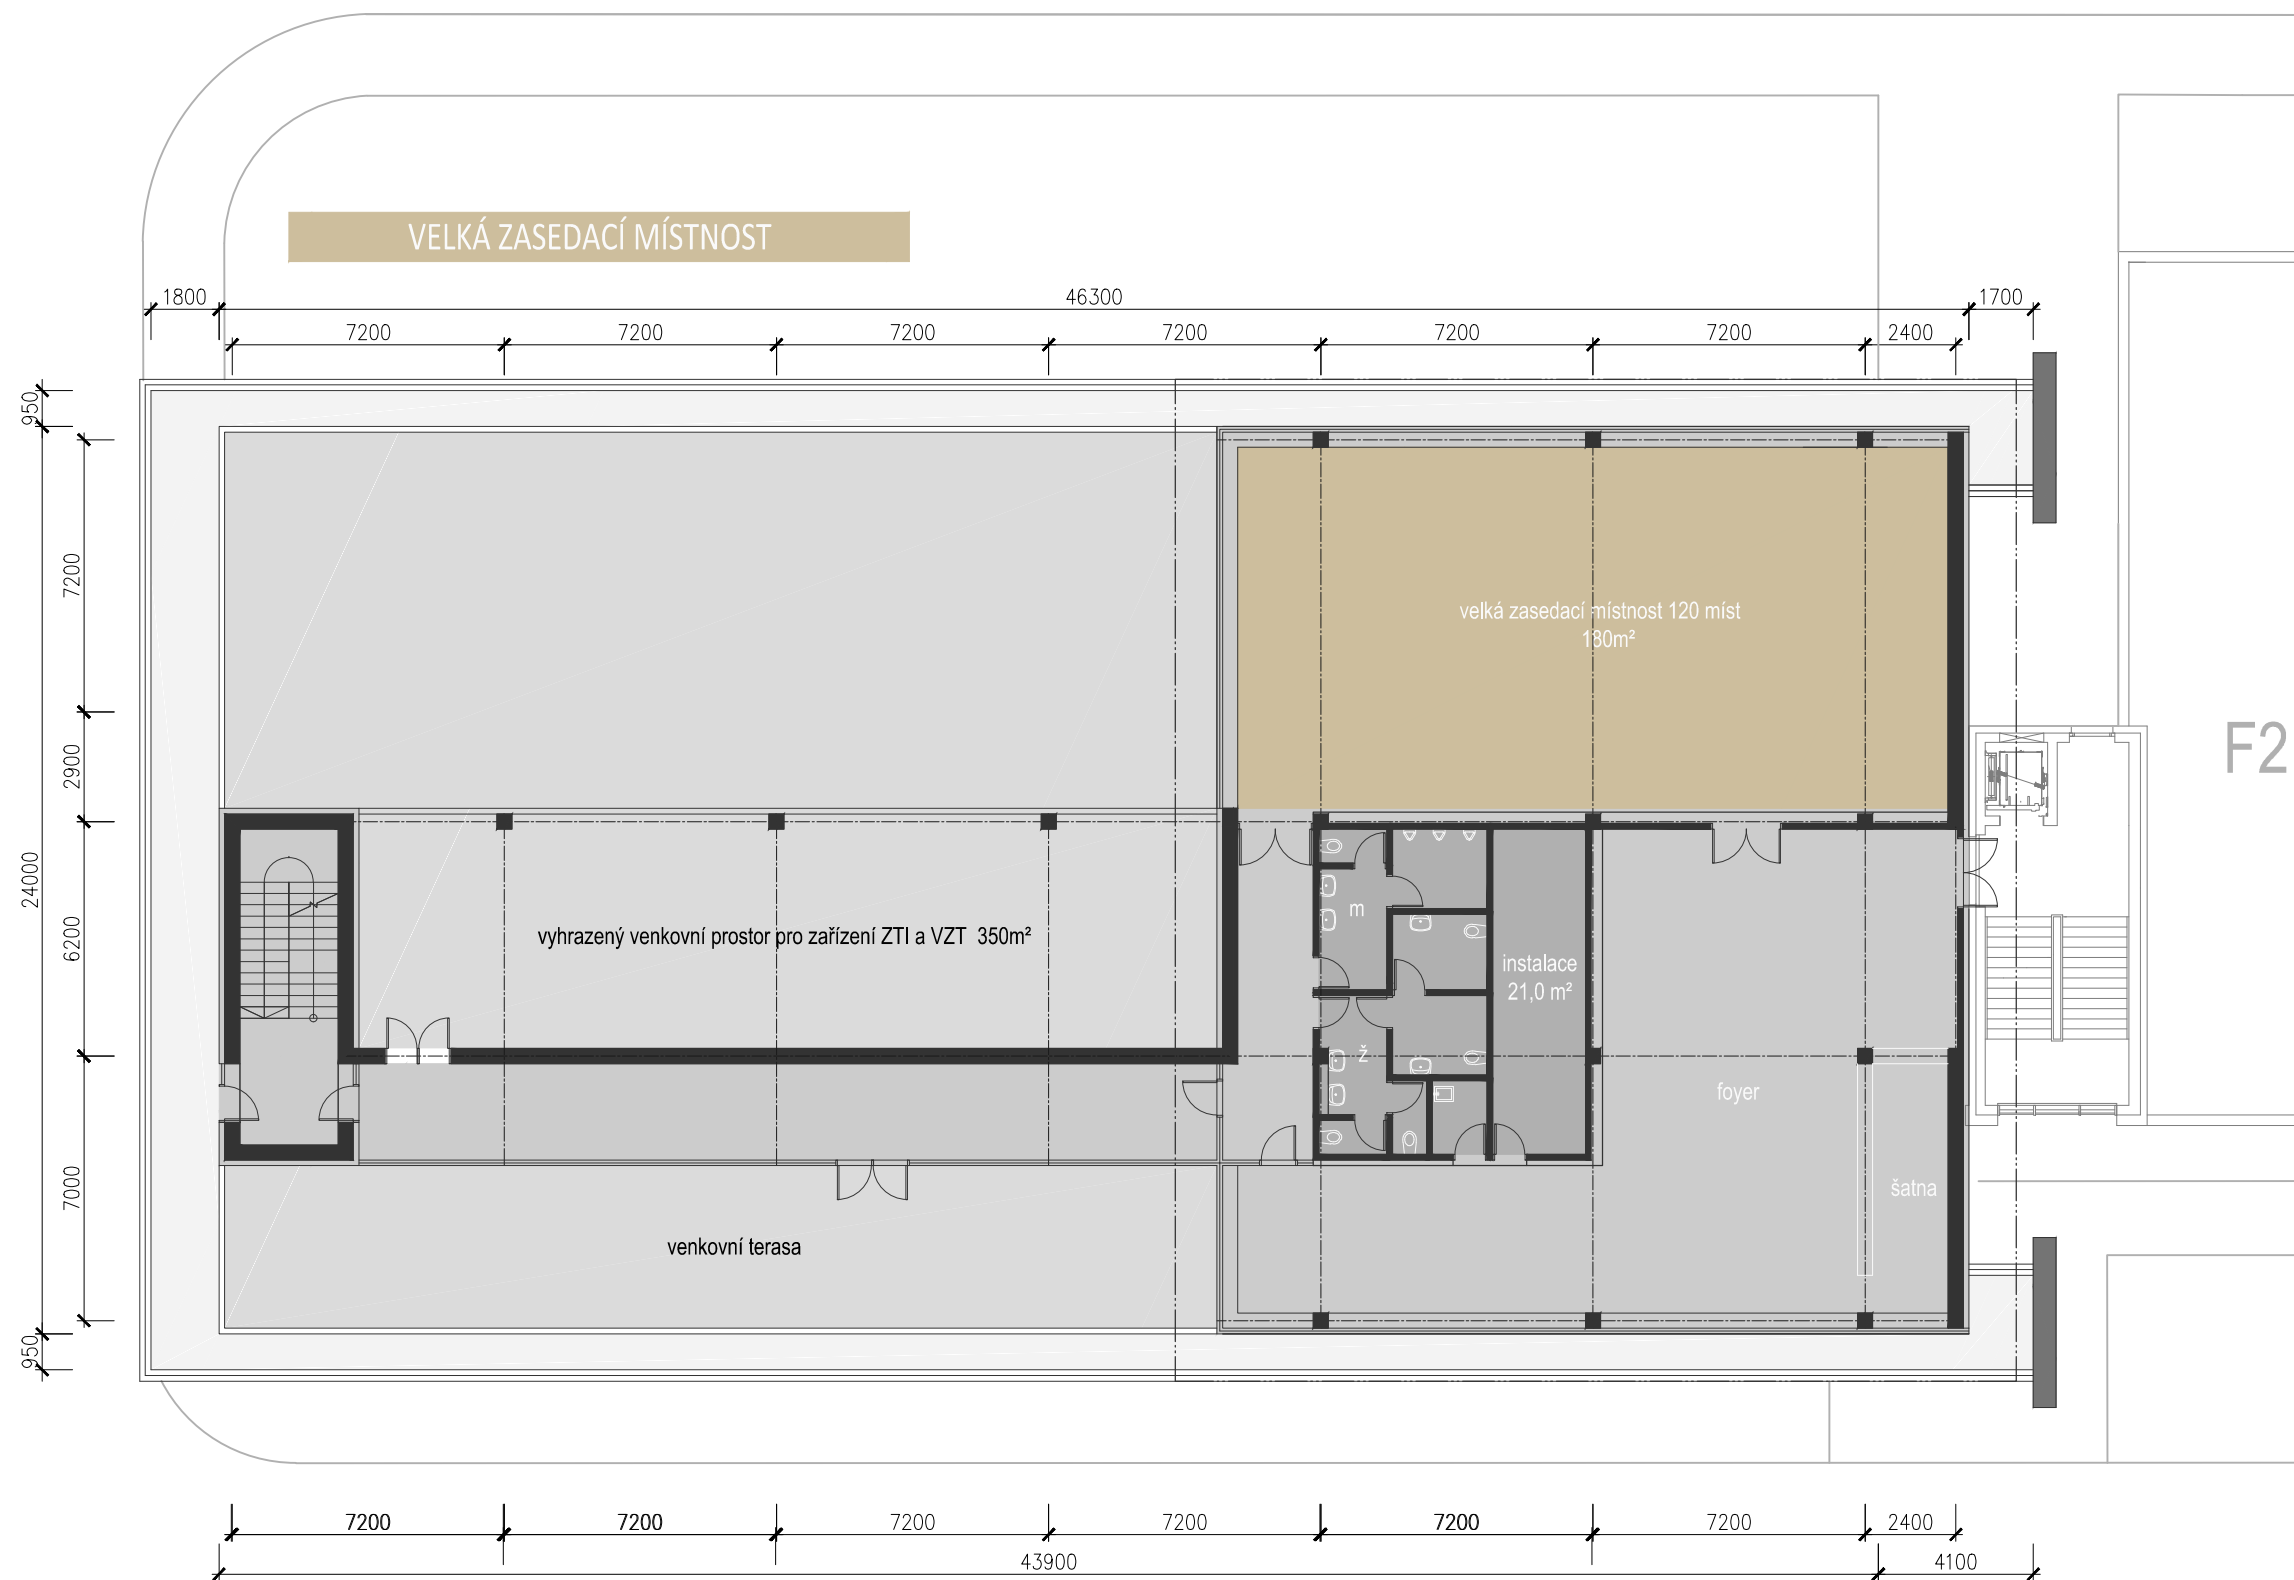 VELKÁ ZASEDACÍ MÍSTNOST
1800
46300
1700
7200
7200
7200
7200
7200
7200
2400
950
7200
2900
24000
6200
7000
950
velká zasedací místnost 120 míst
180m²
F2
vyhrazený venkovní prostor pro zařízení ZTI a VZT 350m²
m
instalace
21,0 m²
ž
foyer
šatna
venkovní terasa
7200
7200
7200
7200
7200
7200
2400
43900
4100